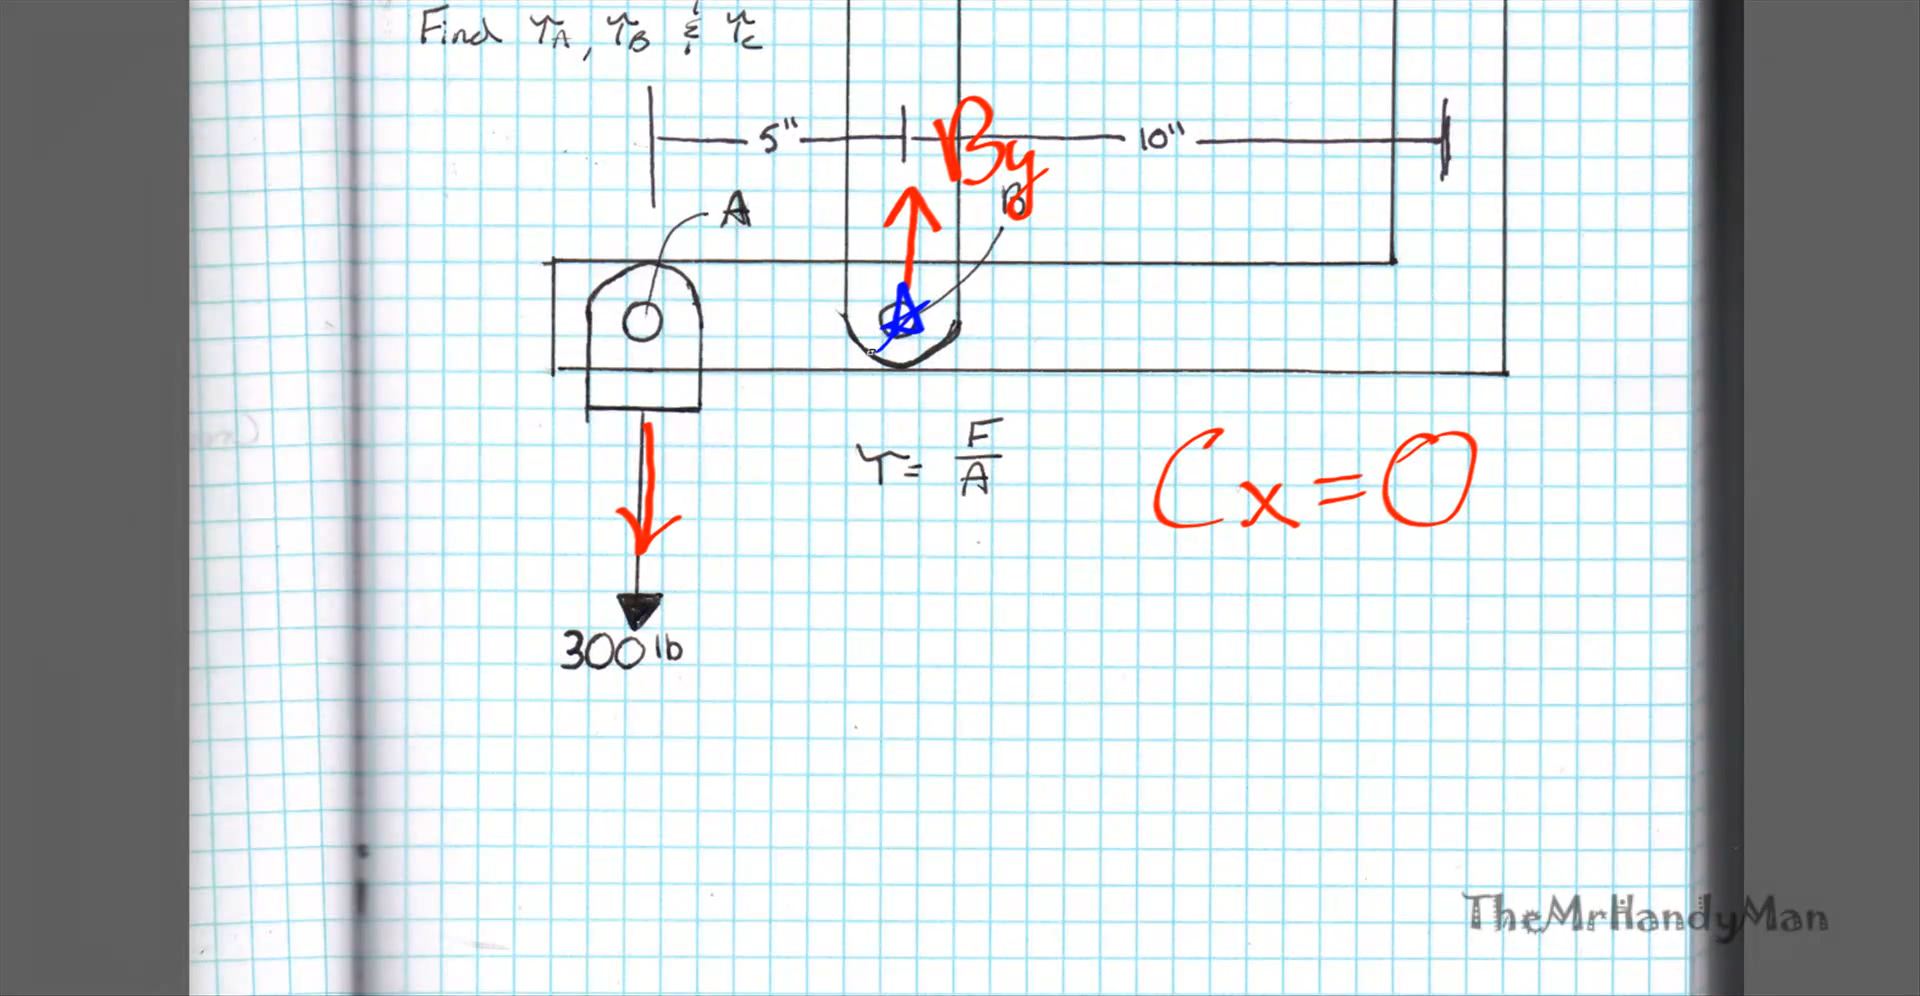 Find τA, τB & τC
5" 10"
By
A
B
τ = F/A
Cx = 0
300 lb
TheMrHandyMan